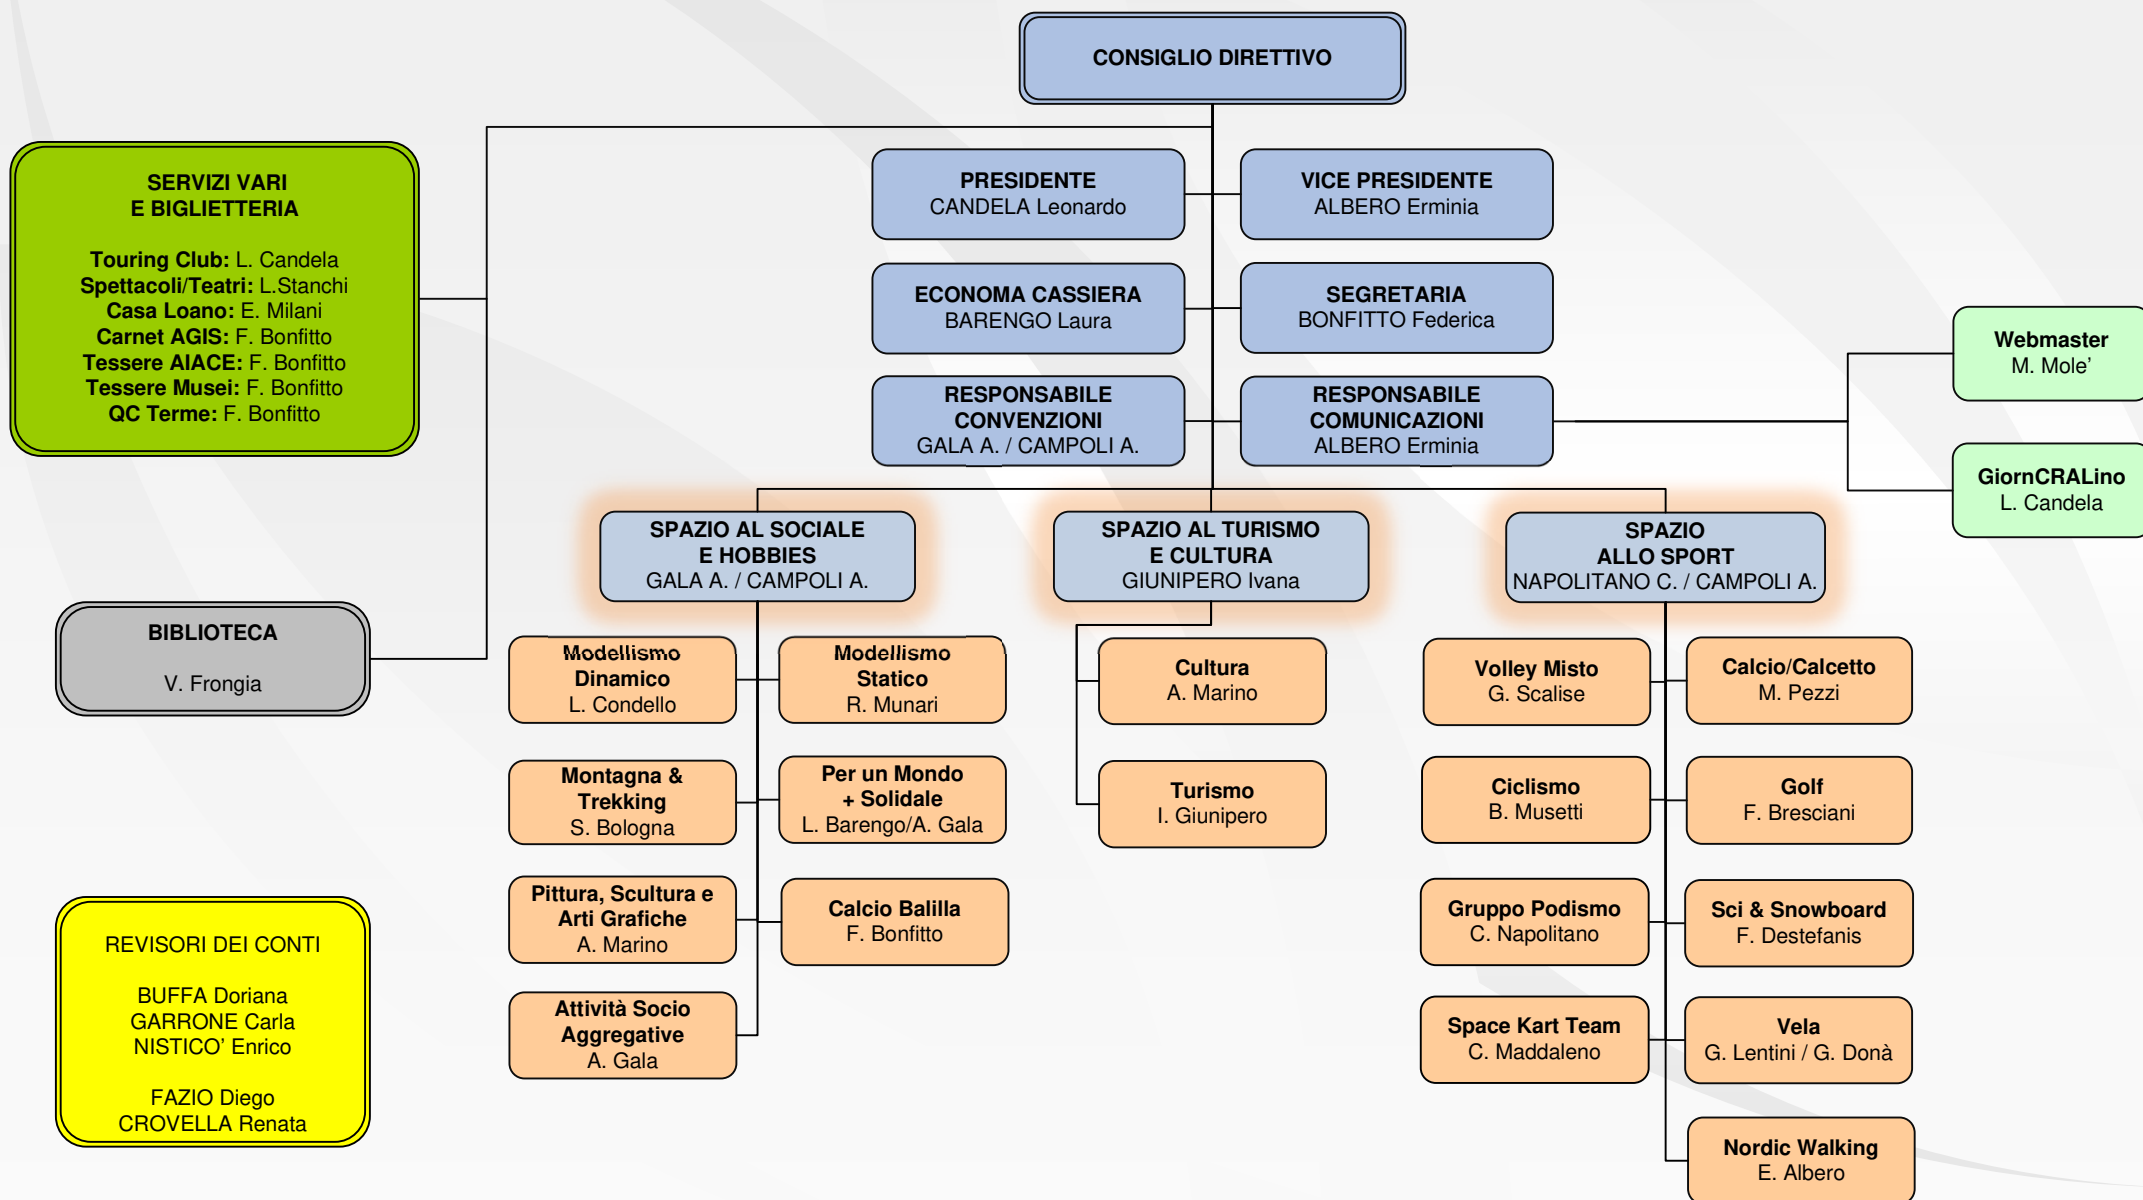 CONSIGLIO DIRETTIVO
SERVIZI VARI
E BIGLIETTERIA
Touring Club: L. Candela
Spettacoli/Teatri: L.Stanchi
Casa Loano: E. Milani
Carnet AGIS: F. Bonfitto
Tessere AIACE: F. Bonfitto
Tessere Musei: F. Bonfitto
QC Terme: F. Bonfitto
PRESIDENTE
CANDELA Leonardo
VICE PRESIDENTE
ALBERO Erminia
ECONOMA CASSIERA
BARENGO Laura
SEGRETARIA
BONFITTO Federica
RESPONSABILE
CONVENZIONI
GALA A. / CAMPOLI A.
RESPONSABILE
COMUNICAZIONI
ALBERO Erminia
Webmaster
M. Mole’
GiornCRALino
L. Candela
SPAZIO AL SOCIALE
E HOBBIES
GALA A. / CAMPOLI A.
SPAZIO AL TURISMO
E CULTURA
GIUNIPERO Ivana
SPAZIO
ALLO SPORT
NAPOLITANO C. / CAMPOLI A.
BIBLIOTECA
V. Frongia
Modellismo
Dinamico
L. Condello
Modellismo
Statico
R. Munari
Montagna &
Trekking
S. Bologna
Per un Mondo
+ Solidale
L. Barengo/A. Gala
Pittura, Scultura e
Arti Grafiche
A. Marino
Calcio Balilla
F. Bonfitto
Attività Socio
Aggregative
A. Gala
Cultura
A. Marino
Turismo
I. Giunipero
Volley Misto
G. Scalise
Calcio/Calcetto
M. Pezzi
Ciclismo
B. Musetti
Golf
F. Bresciani
Gruppo Podismo
C. Napolitano
Sci & Snowboard
F. Destefanis
Space Kart Team
C. Maddaleno
Vela
G. Lentini / G. Donà
Nordic Walking
E. Albero
REVISORI DEI CONTI
BUFFA Doriana
GARRONE Carla
NISTICO’ Enrico
FAZIO Diego
CROVELLA Renata